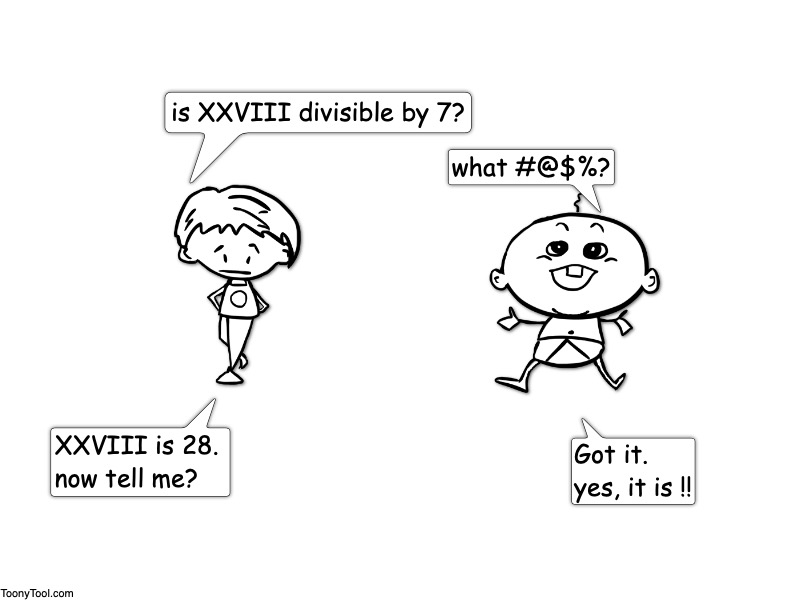 is XXVIII divisible by 7?
what #@$%?
XXVIII is 28.
now tell me?
Got it.
yes, it is !!
ToonyTool.com